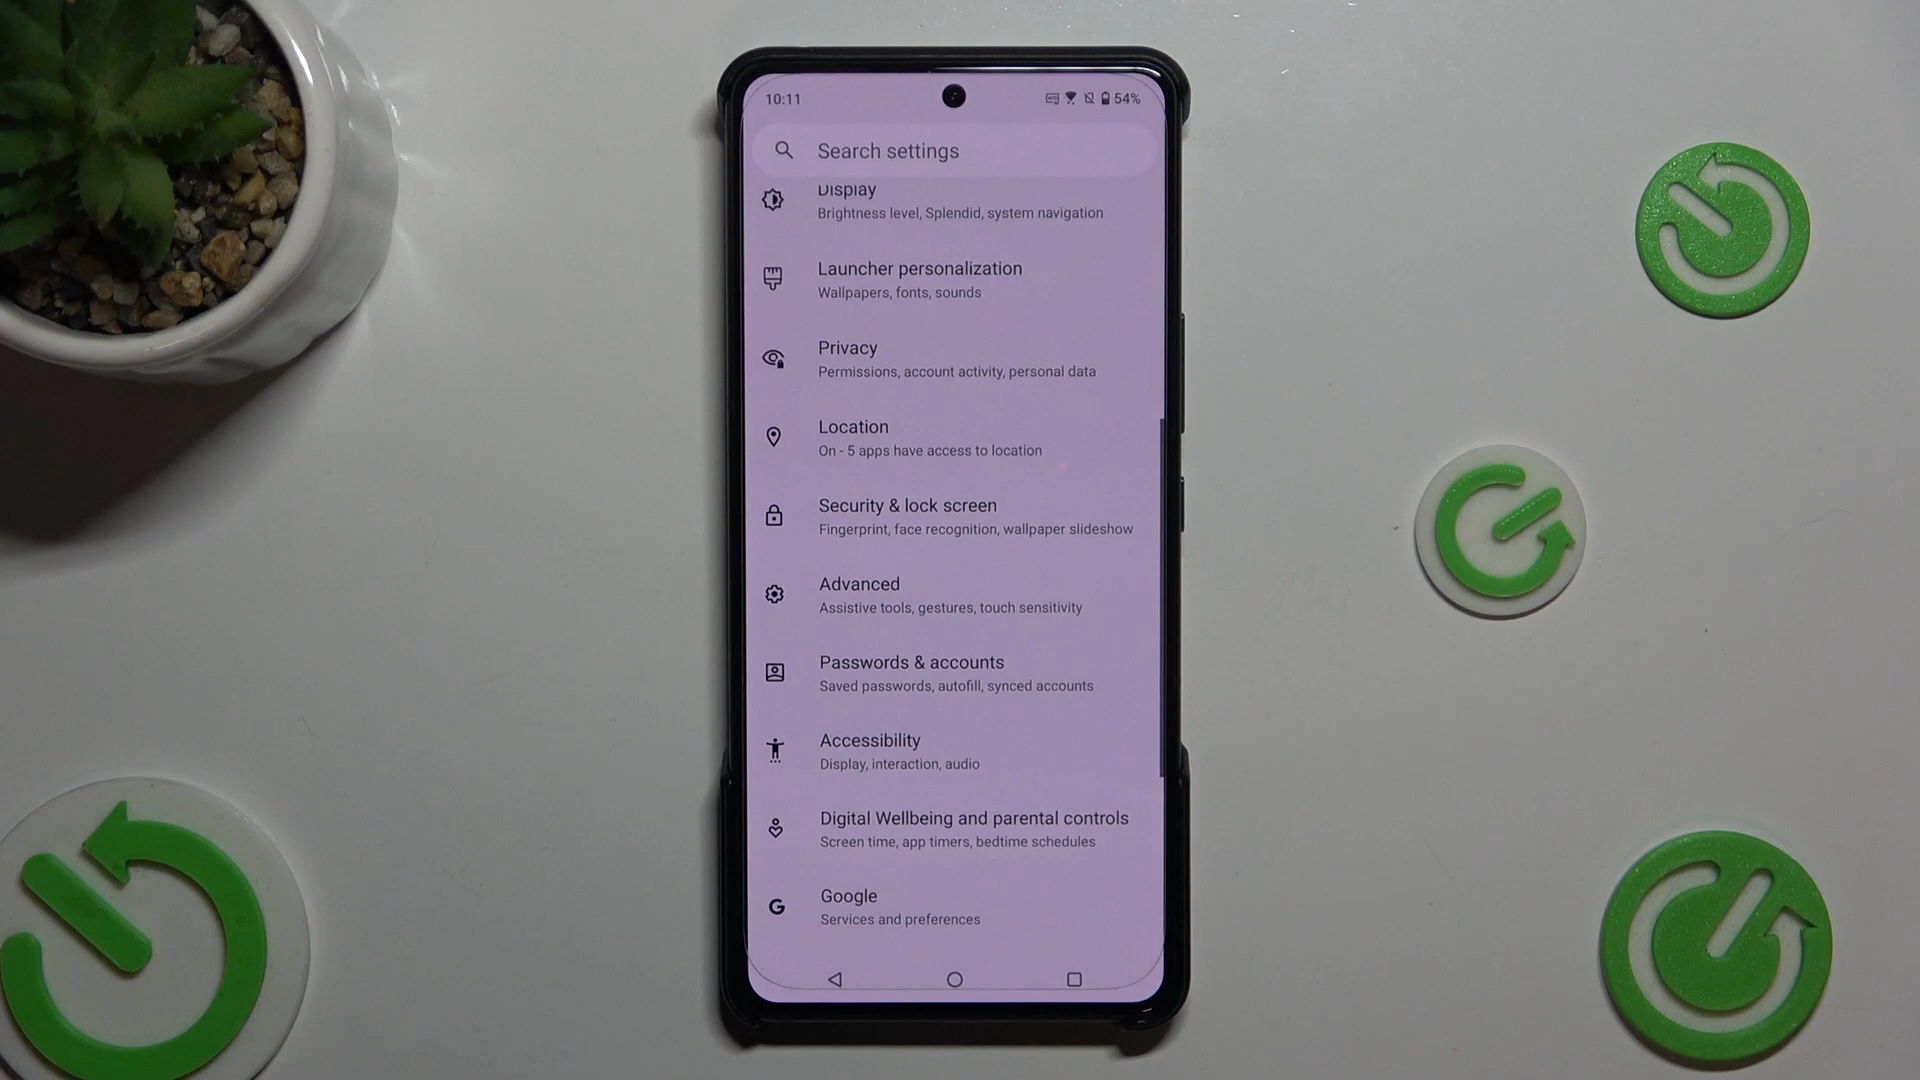 10:11
54%
Search settings
Display
Brightness level, Splendid, system navigation
Launcher personalization
Wallpapers, fonts, sounds
Privacy
Permissions, account activity, personal data
Location
On - 5 apps have access to location
Security & lock screen
Fingerprint, face recognition, wallpaper slideshow
Advanced
Assistive tools, gestures, touch sensitivity
Passwords & accounts
Saved passwords, autofill, synced accounts
Accessibility
Display, interaction, audio
Digital Wellbeing and parental controls
Screen time, app timers, bedtime schedules
G
Google
Services and preferences